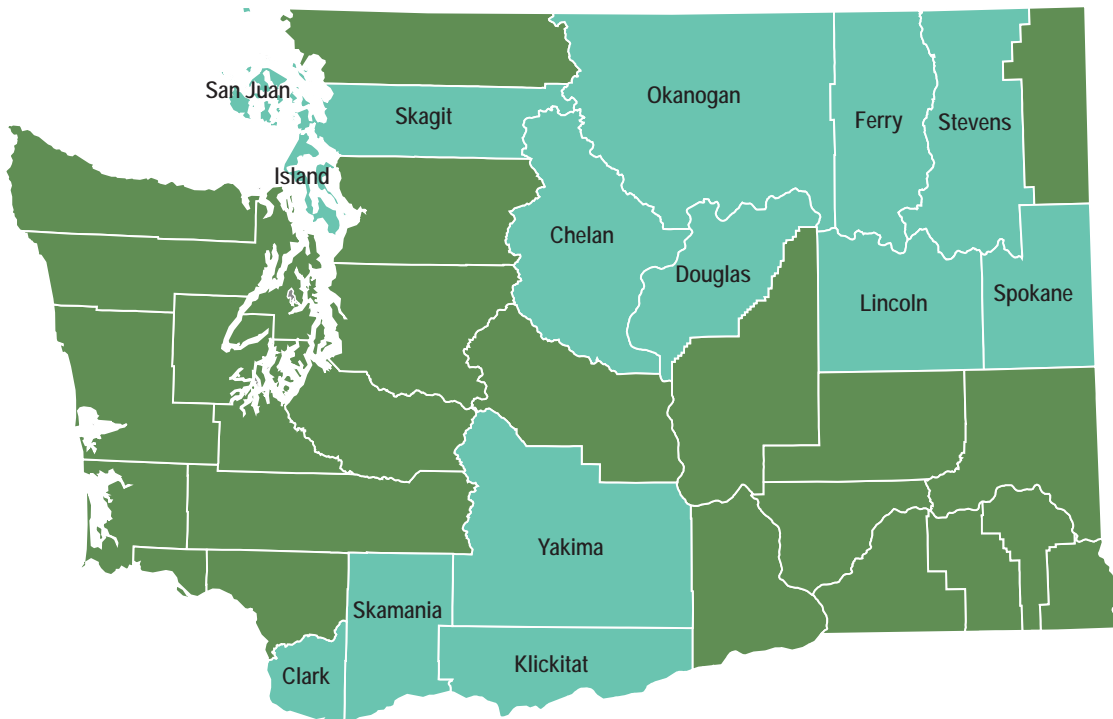 San Juan
Okanogan
Skagit
Ferry
Stevens
Island
Chelan
Douglas
Lincoln
Spokane
Yakima
Skamania
Klickitat
Clark